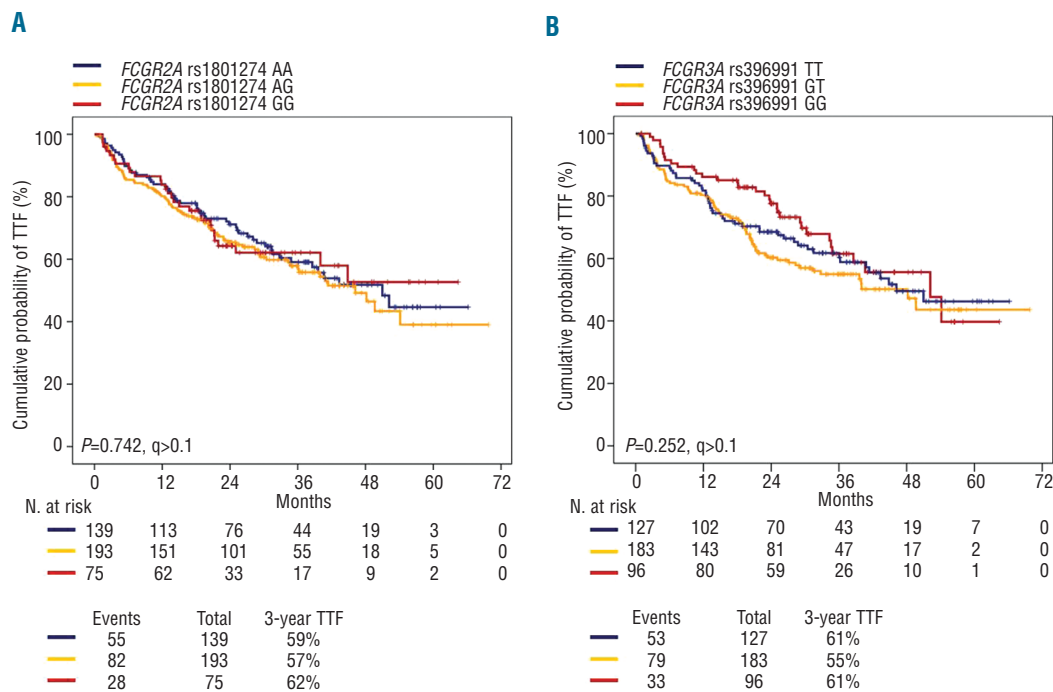 A
FCGR2A rs1801274 AA
FCGR2A rs1801274 AG
FCGR2A rs1801274 GG
Cumulative probability of TTF (%)
100
80
60
40
20
0
P=0.742, q>0.1
0 12 24 36 48 60 72
Months
N. at risk
139 113 76 44 19 3 0
193 151 101 55 18 5 0
75 62 33 17 9 2 0
Events Total 3-year TTF
55 139 59%
82 193 57%
28 75 62%
B
FCGR3A rs396991 TT
FCGR3A rs396991 GT
FCGR3A rs396991 GG
Cumulative probability of TTF (%)
100
80
60
40
20
0
P=0.252, q>0.1
0 12 24 36 48 60 72
Months
N. at risk
127 102 70 43 19 7 0
183 143 81 47 17 2 0
96 80 59 26 10 1 0
Events Total 3-year TTF
53 127 61%
79 183 55%
33 96 61%